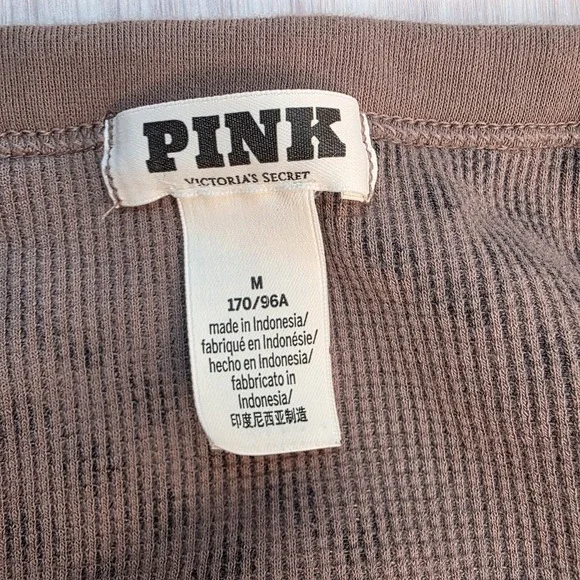 PINK
VICTORIA'S SECRET
M
170/96A
made in Indonesia/
fabriqué en Indonésie/
hecho en Indonesia/
fabbricato in
Indonesia/
印度尼西亚制造